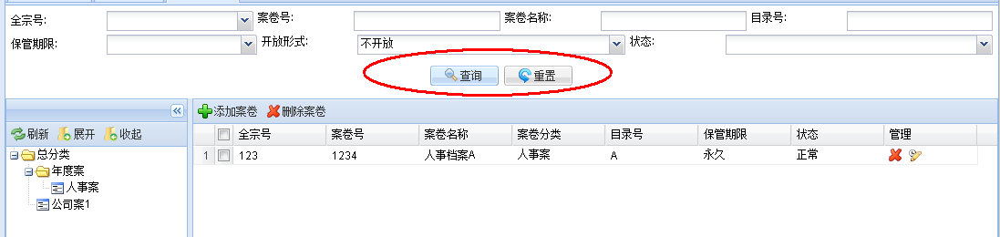 全宗号: 案卷号: 案卷名称: 目录号:
保管期限: 开放形式: 不开放 状态:
查询 重置
添加案卷 删除案卷
刷新 展开 收起
全宗号 案卷号 案卷名称 案卷分类 目录号 保管期限 状态 管理
1 123 1234 人事档案A 人事案 A 永久 正常
总分类
年度案
人事案
公司案1